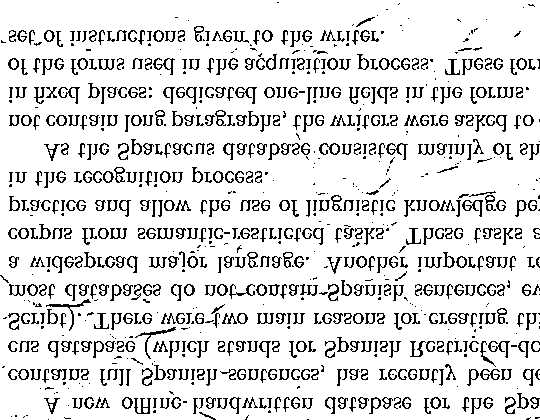 A new offline handwritten database for the Spa
contains full Spanish sentences, has recently been de
cus database (which stands for Spanish Restricted-do
Script). There were two main reasons for creating thi
most databases do not contain Spanish sentences, ev
a widespread major language. Another important re
corpus from semantic-restricted tasks. These tasks a
practice and allow the use of linguistic knowledge be
in the recognition process.
As the Spartacus database consisted mainly of sh
not contain long paragraphs, the writers were asked to
in fixed places: dedicated one-line fields in the forms.
of the forms used in the acquisition process. These for
set of instructions given to the writer.